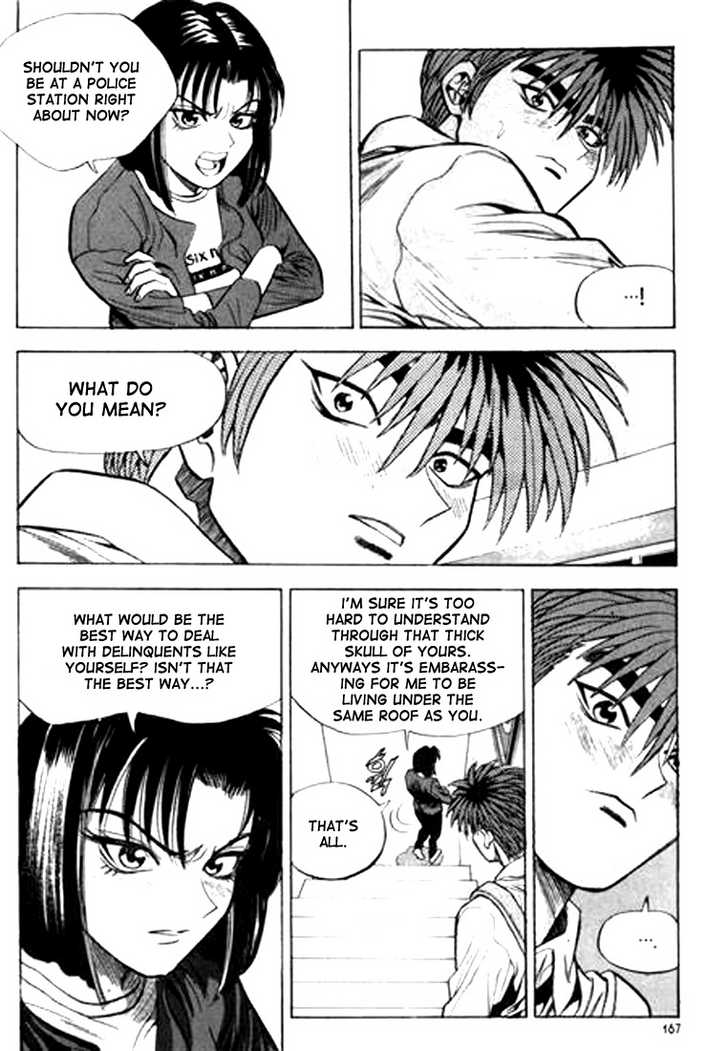 SHOULDN'T YOU
BE AT A POLICE
STATION RIGHT
ABOUT NOW?
SIX
...!
WHAT DO
YOU MEAN?
WHAT WOULD BE THE
BEST WAY TO DEAL
WITH DELINQUENTS LIKE
YOURSELF? ISN'T THAT
THE BEST WAY...?
I'M SURE IT'S TOO
HARD TO UNDERSTAND
THROUGH THAT THICK
SKULL OF YOURS.
ANYWAYS IT'S EMBARASS-
ING FOR ME TO BE
LIVING UNDER THE
SAME ROOF AS YOU.
휙
THAT'S
ALL.
....
167